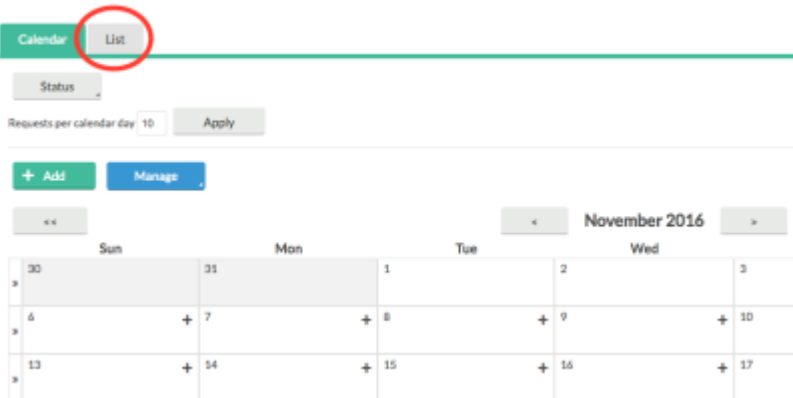 Calendar List
Status
Requests per calendar day 10 Apply
+ Add Manage
<< < November 2016 >
Sun Mon Tue Wed
» 30 31 1 2 3
» 6 + 7 + 8 + 9 + 10
» 13 + 14 + 15 + 16 + 17